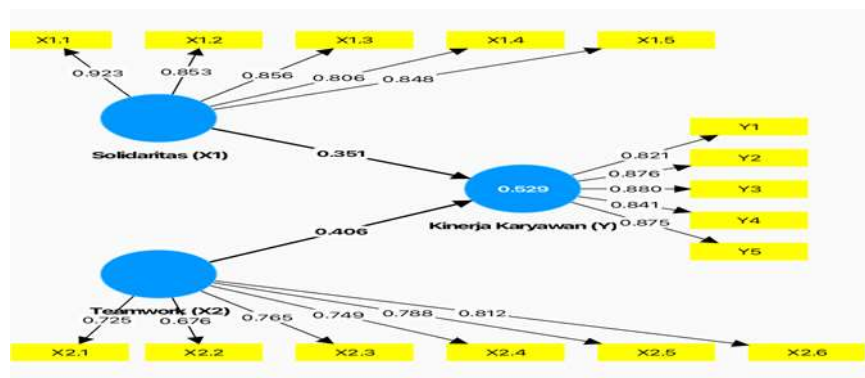 X1.1 X1.2 X1.3 X1.4 X1.5
0.923 0.853 0.856 0.806 0.848
Solidaritas (X1)
0.351
Y1
0.821
Y2
0.876
0.529
0.880
Y3
0.841
Y4
Kinerja Karyawan (Y)
0.875
Y5
0.406
Teamwork (X2)
0.725 0.676 0.765 0.749 0.788 0.812
X2.1 X2.2 X2.3 X2.4 X2.5 X2.6